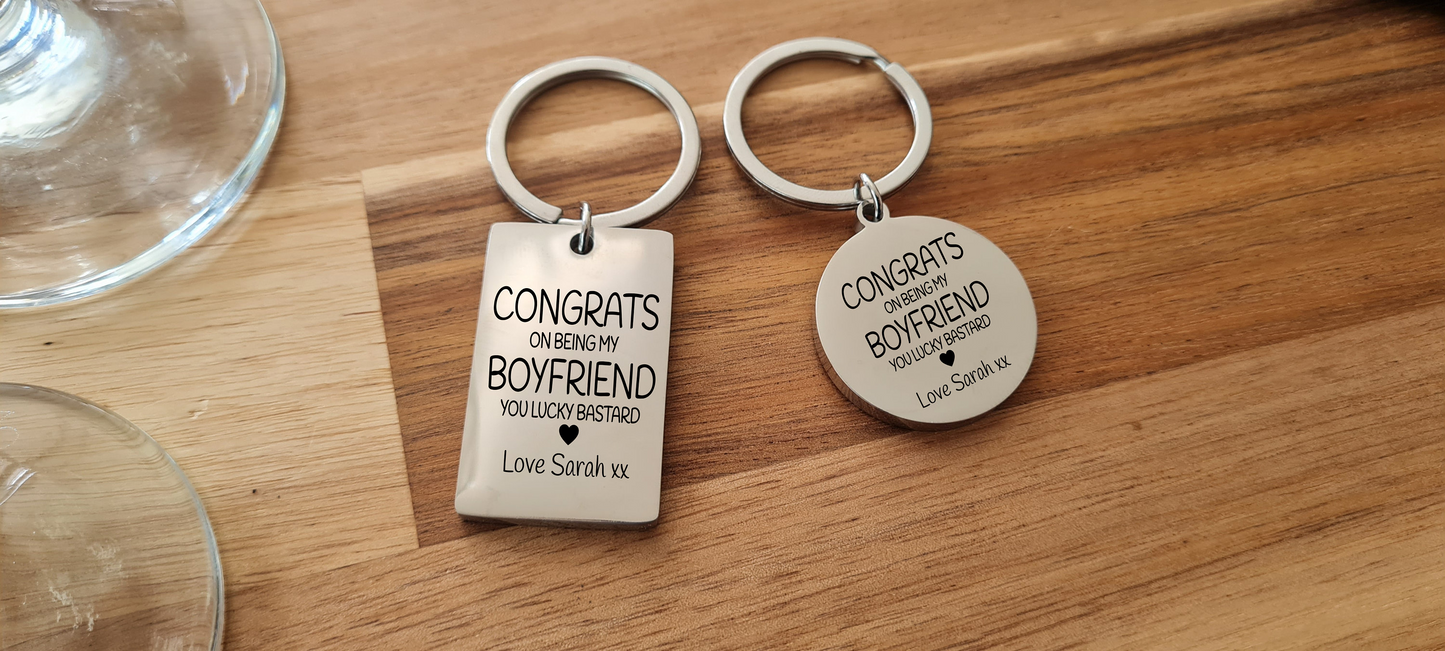 CONGRATS
ON BEING MY
BOYFRIEND
YOU LUCKY BASTARD
Love Sarah xx
CONGRATS
ON BEING MY
BOYFRIEND
YOU LUCKY BASTARD
Love Sarah xx